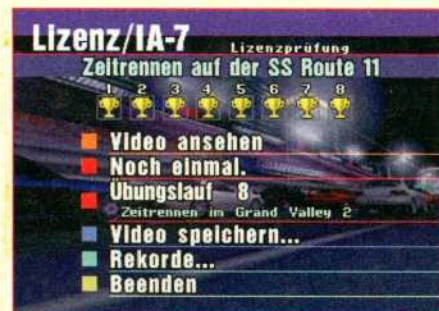 Lizenz/IA-7
Lizenzprüfung
Zeitrennen auf der SS Route 11
1 2 3 4 5 6 7 8
Video ansehen
Noch einmal.
Übungslauf 8
Zeitrennen im Grand Valley 2
Video speichern...
Rekorde...
Beenden